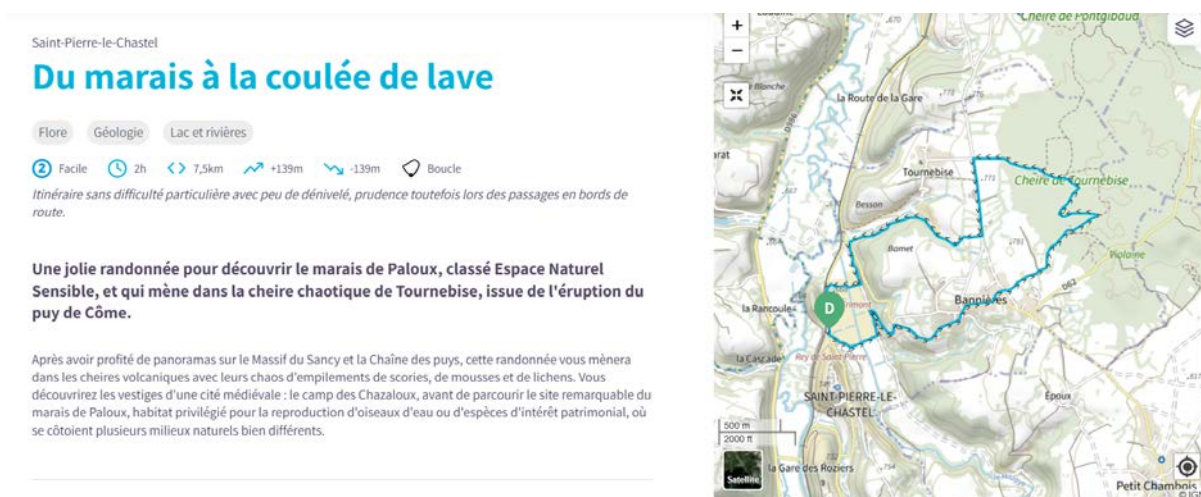 Saint-Pierre-le-Chastel
Du marais à la coulée de lave
Flore Géologie Lac et rivières
2 Facile 2h 7,5km +139m -139m Boucle
Itinéraire sans difficulté particulière avec peu de dénivelé, prudence toutefois lors des passages en bords de
route.
Une jolie randonnée pour découvrir le marais de Paloux, classé Espace Naturel
Sensible, et qui mène dans la cheire chaotique de Tournebise, issue de l'éruption du
puy de Côme.
Après avoir profité de panoramas sur le Massif du Sancy et la Chaîne des puys, cette randonnée vous mènera
dans les cheires volcaniques avec leurs chaos d'empilements de scories, de mousses et de lichens. Vous
découvrirez les vestiges d'une cité médiévale : le camp des Chazaloux, avant de parcourir le site remarquable du
marais de Paloux, habitat privilégié pour la reproduction d'oiseaux d'eau ou d'espèces d'intérêt patrimonial, où
se côtoient plusieurs milieux naturels bien différents.
Cheire de Pontgibaud
+
−
la Route de la Gare
D986
Tournebise
Cheire de Tournebise
Besson
Bamet
Violaine
D62
Bannières
la Rancoule
D
la Cascade
Rey de Saint Pierre
SAINT-PIERRE-LE-
CHASTEL
Époux
500 m
2000 ft
Satellite
la Gare des Roziers
Petit Chambois